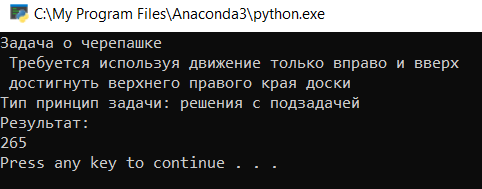 C:\My Program Files\Anaconda3\python.exe
Задача о черепашке
Требуется используя движение только вправо и вверх
достигнуть верхнего правого края доски
Тип принцип задачи: решения с подзадачей
Результат:
265
Press any key to continue . . .